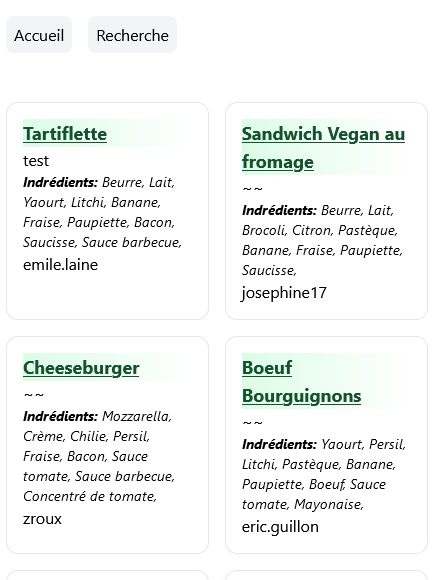 Accueil
Recherche
Tartiflette
test
Indrédients: Beurre, Lait,
Yaourt, Litchi, Banane,
Fraise, Paupiette, Bacon,
Saucisse, Sauce barbecue,
emile.laine
Sandwich Vegan au
fromage
~~
Indrédients: Beurre, Lait,
Brocoli, Citron, Pastèque,
Banane, Fraise, Paupiette,
Saucisse,
josephine17
Cheeseburger
~~
Indrédients: Mozzarella,
Crème, Chilie, Persil,
Fraise, Bacon, Sauce
tomate, Sauce barbecue,
Concentré de tomate,
zroux
Boeuf
Bourguignons
~~
Indrédients: Yaourt, Persil,
Litchi, Pastèque, Banane,
Paupiette, Boeuf, Sauce
tomate, Mayonaise,
eric.guillon